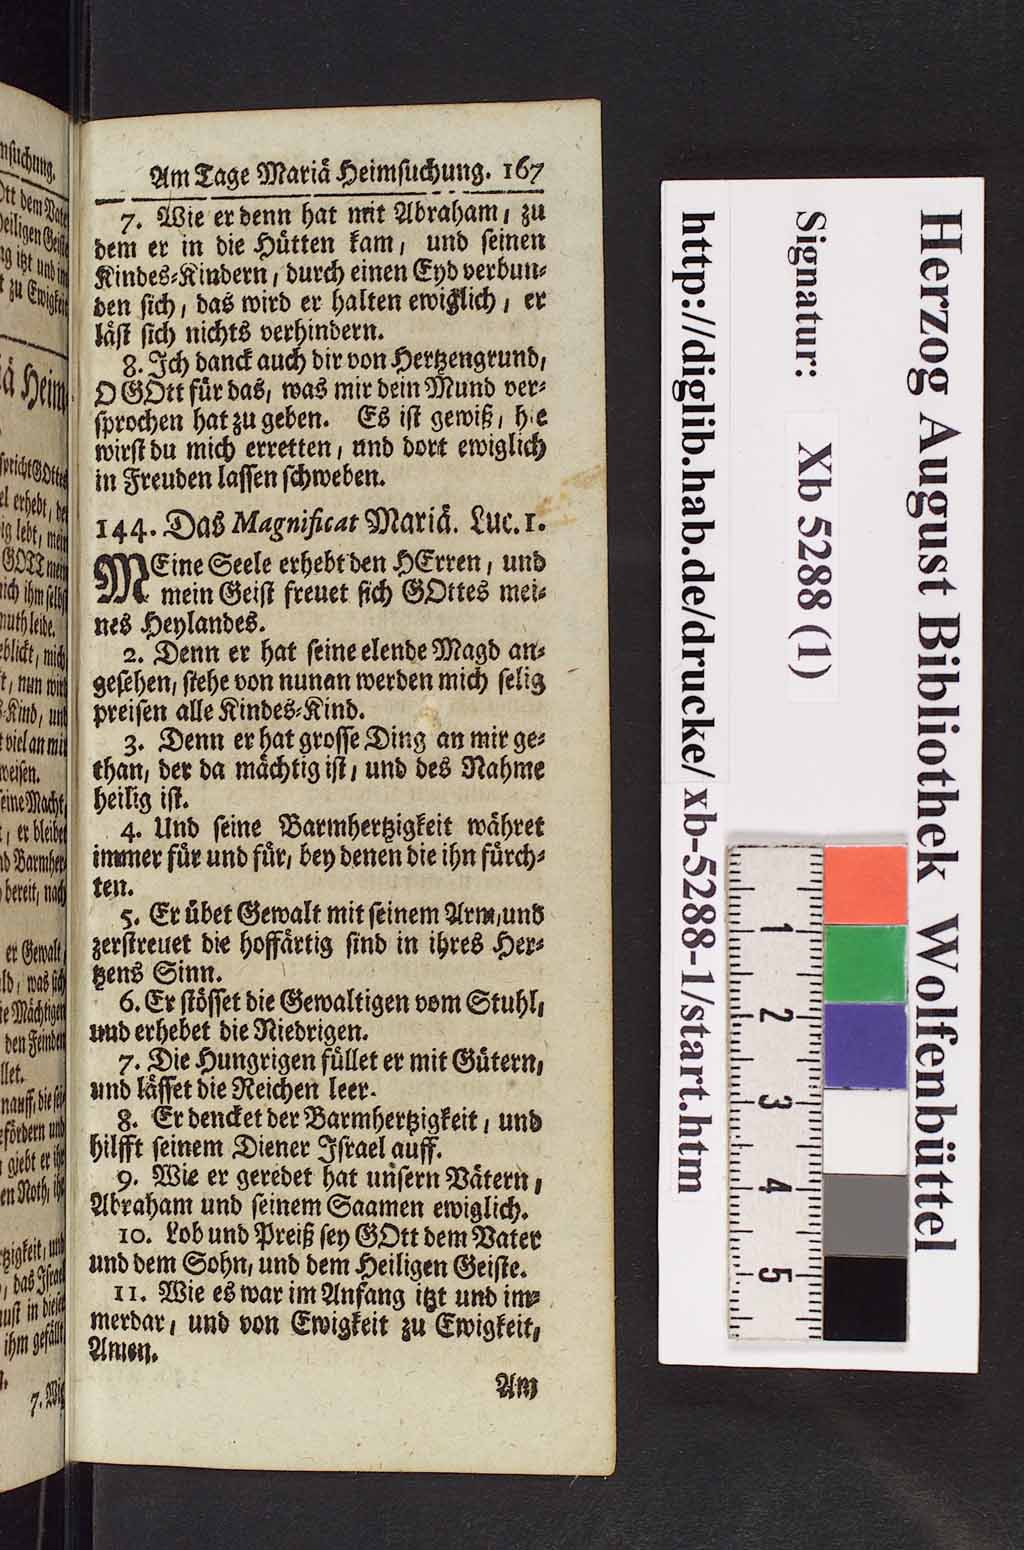 Am Tage Mariä Heimsuchung. 167
7. Wie er denn hat mit Abraham, zu
dem er in die Hütten kam, und seinen
Kindes-Kindern, durch einen Eyd verbun-
den sich, das wird er halten ewiglich, er
läst sich nichts verhindern.
8. Ich danck auch dir von Hertzengrund,
O GOtt für das, was mir dein Mund ver-
sprochen hat zu geben. Es ist gewiß, hie
wirst du mich erretten, und dort ewiglich
in Freuden lassen schweben.
144. Das Magnificat Mariä. Luc. 1.
MEine Seele erhebt den HErren, und
mein Geist freuet sich GOttes mei-
nes Heylandes.
2. Denn er hat seine elende Magd an-
gesehen, siehe von nun an werden mich selig
preisen alle Kindes-Kind.
3. Denn er hat grosse Ding an mir ge-
than, der da mächtig ist, und des Nahme
heilig ist.
4. Und seine Barmhertzigkeit währet
immer für und für, bey denen die ihn fürch-
ten.
5. Er übet Gewalt mit seinem Arm, und
zerstreuet die hoffärtig sind in ihres Her-
tzens Sinn.
6. Er stösset die Gewaltigen vom Stuhl,
und erhebet die Niedrigen.
7. Die Hungrigen füllet er mit Gütern,
und lässet die Reichen leer.
8. Er dencket der Barmhertzigkeit, und
hilfft seinem Diener Israel auff.
9. Wie er geredet hat unsern Vätern,
Abraham und seinem Saamen ewiglich.
10. Lob und Preiß sey GOtt dem Vater
und dem Sohn, und dem Heiligen Geiste.
11. Wie es war im Anfang itzt und im-
merdar, und von Ewigkeit zu Ewigkeit,
Amen.
Am
Herzog August Bibliothek Wolfenbüttel
Signatur: Xb 5288 (1)
http://diglib.hab.de/drucke/xb-5288-1/start.htm
1
2
3
4
5